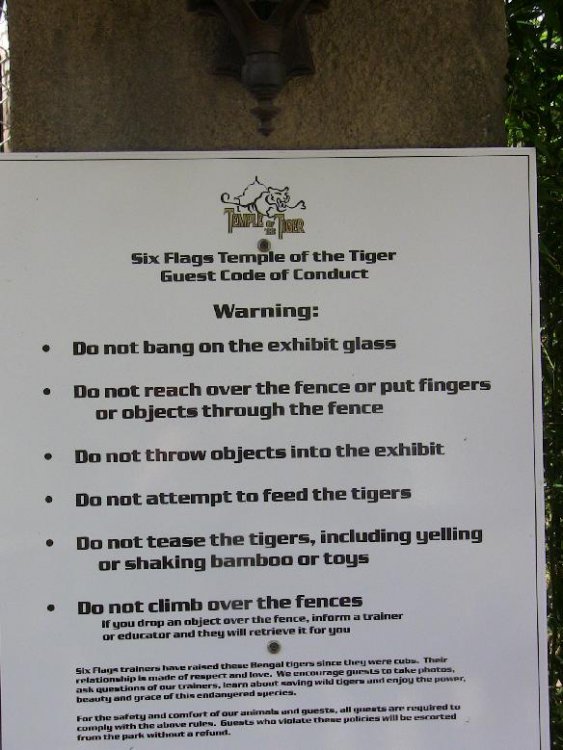 TEMPLE OF THE TIGER
Six Flags Temple of the Tiger
Guest Code of Conduct
Warning:
• Do not bang on the exhibit glass
• Do not reach over the fence or put fingers
or objects through the fence
• Do not throw objects into the exhibit
• Do not attempt to feed the tigers
• Do not tease the tigers, including yelling
or shaking bamboo or toys
• Do not climb over the fences
If you drop an object over the fence, inform a trainer
or educator and they will retrieve it for you
Six Flags trainers have raised these Bengal tigers since they were cubs. Their
relationship is made of respect and love. We encourage guests to take photos,
ask questions of our trainers, learn about saving wild tigers and enjoy the power,
beauty and grace of this endangered species.
For the safety and comfort of our animals and guests, all guests are required to
comply with the above rules. Guests who violate these policies will be escorted
from the park without a refund.